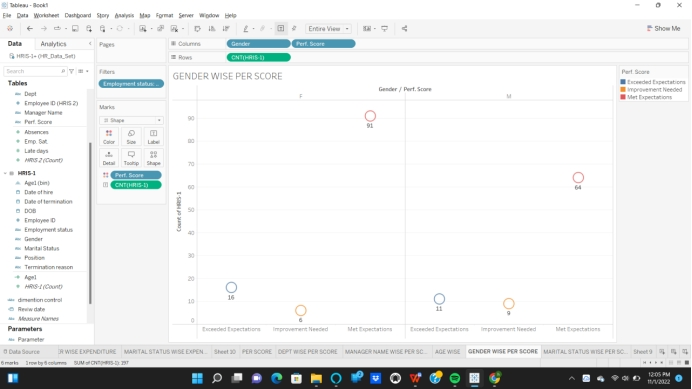 Tableau - Book1
File Data Worksheet Dashboard Story Analysis Map Format Server Window Help
Entire View
Show Me
Data Analytics
Pages
Columns Gender Perf. Score
HRIS-1+ (HR_Data_Set)
Rows CNT(HRIS-1)
Search
Filters
GENDER WISE PER SCORE
Perf. Score
Tables
Employment status: ...
Exceeded Expectations
Gender / Perf. Score
Improvement Needed
Dept
F M
Met Expectations
Employee ID (HRIS 2)
Marks
Manager Name
Perf. Score
Shape
Absences
Color Size Label
Emp. Sat.
Late days
HRIS 2 (Count)
Detail Tooltip Shape
HRIS-1
Perf. Score
Age1 (bin)
CNT(HRIS-1)
Date of hire
Date of termination
DOB
Employee ID
Employment status
Gender
Marital Status
Position
Termination reason
Age1
HRIS-1 (Count)
dimention control
Reviw date
Measure Names
Parameters
Parameter
Count of HRIS-1
90
80
70
60
50
40
30
20
10
0
91
64
16
6
11
9
Exceeded Expectations Improvement Needed Met Expectations Exceeded Expectations Improvement Needed Met Expectations
Data Source R WISE EXPENDITURE MARITAL STATUS WISE EXPEN... Sheet 10 PER SCORE DEPT WISE PER SCORE MANAGER NAME WISE PER SC... AGE WISE GENDER WISE PER SCORE MARITAL STATUS WISE PER SC... Sheet 9
6 marks 1 row by 6 columns SUM of CNT(HRIS-1): 197
12:05 PM
11/1/2022